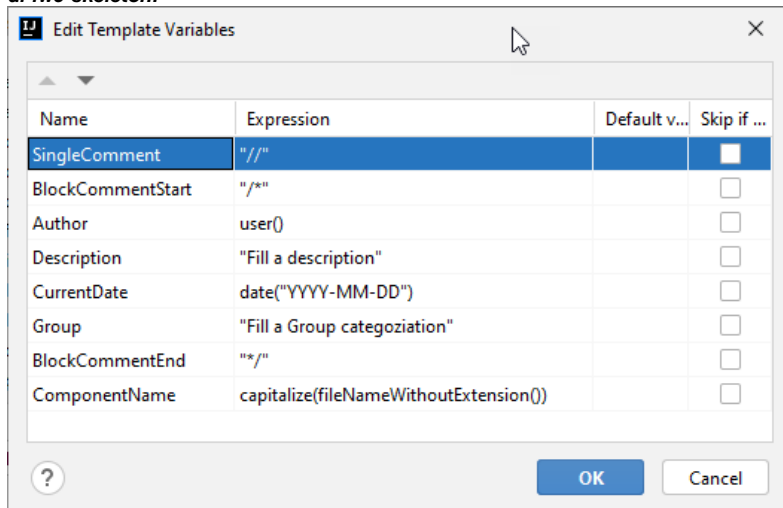 Edit Template Variables
Name Expression Default v... Skip if ...
SingleComment "//"
BlockCommentStart "/*"
Author user()
Description "Fill a description"
CurrentDate date("YYYY-MM-DD")
Group "Fill a Group categoziation"
BlockCommentEnd "*/"
ComponentName capitalize(fileNameWithoutExtension())
? OK Cancel